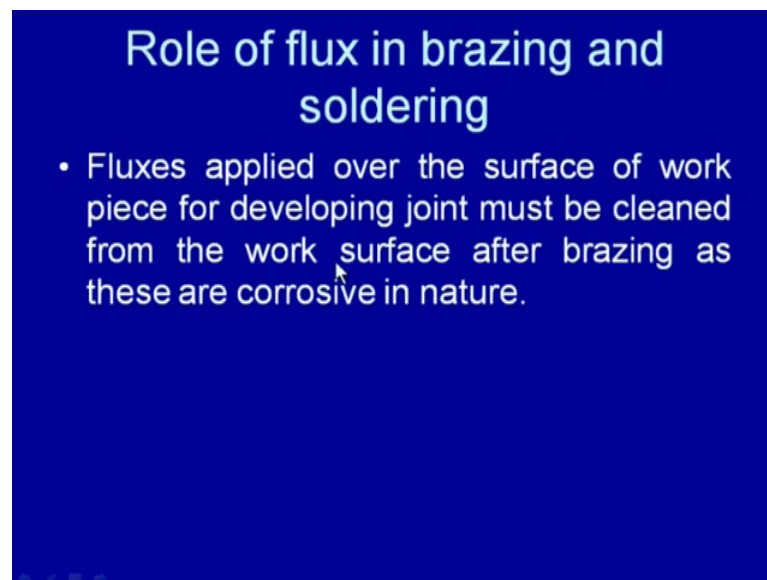 Role of flux in brazing and
soldering
• Fluxes applied over the surface of work
piece for developing joint must be cleaned
from the work surface after brazing as
these are corrosive in nature.